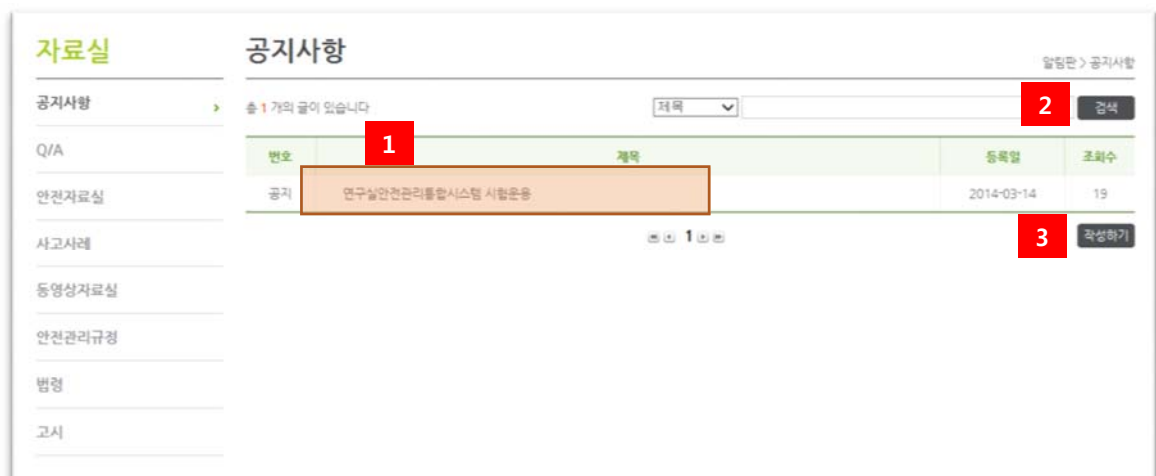 자료실
공지사항
Q/A
안전자료실
사고사례
동영상자료실
안전관리규정
법령
고시
공지사항
알림판 > 공지사항
총 1 개의 글이 있습니다
제목
2
검색
1
번호 제목 등록일 조회수
공지 연구실안전관리통합시스템 시험운용 2014-03-14 19
1
3
작성하기